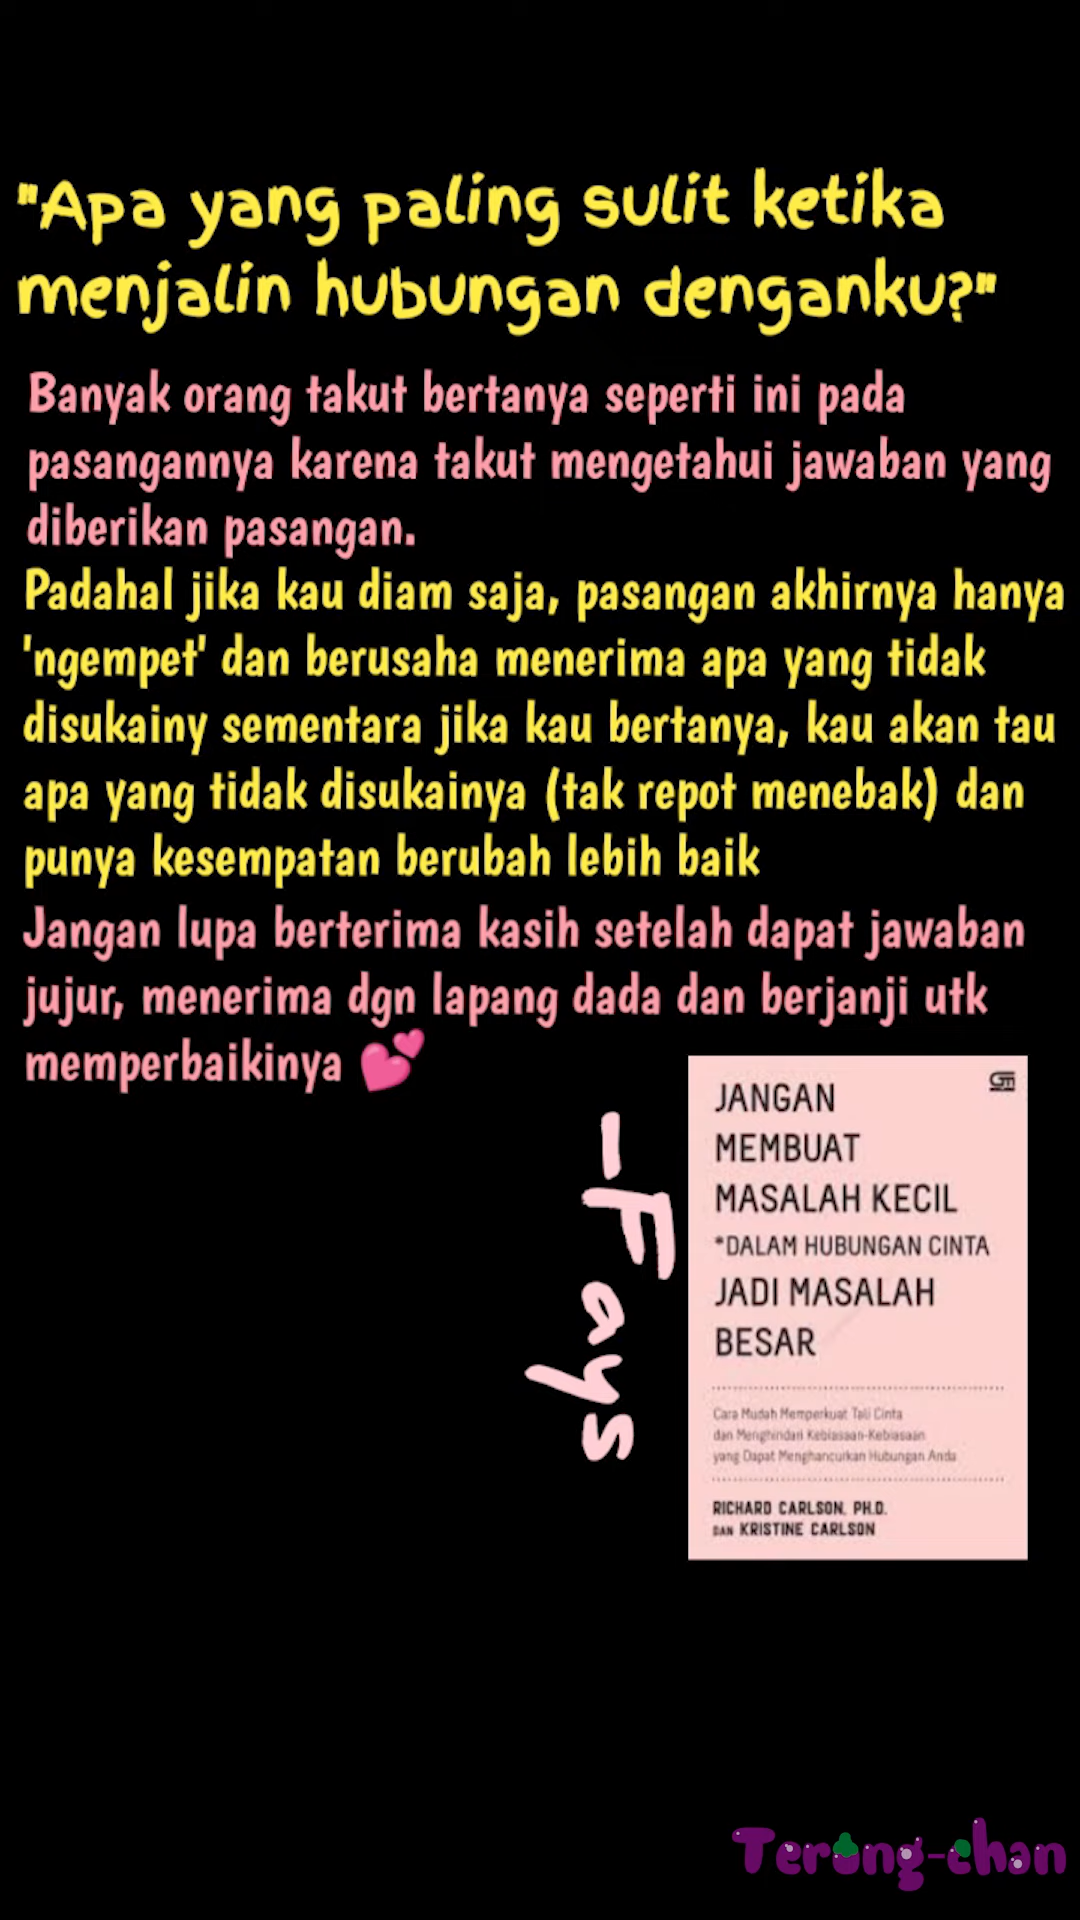 "Apa yang paling sulit ketika
menjalin hubungan denganku?"
Banyak orang takut bertanya seperti ini pada
pasangannya karena takut mengetahui jawaban yang
diberikan pasangan.
Padahal jika kau diam saja, pasangan akhirnya hanya
'ngempet' dan berusaha menerima apa yang tidak
disukainy sementara jika kau bertanya, kau akan tau
apa yang tidak disukainya (tak repot menebak) dan
punya kesempatan berubah lebih baik
Jangan lupa berterima kasih setelah dapat jawaban
jujur, menerima dgn lapang dada dan berjanji utk
memperbaikinya 💕
-Fays
JANGAN
MEMBUAT
MASALAH KECIL
*DALAM HUBUNGAN CINTA
JADI MASALAH
BESAR
Cara Mudah Memperkuat Tali Cinta
dan Menghindari Kebiasaan-Kebiasaan
yang Dapat Menghancurkan Hubungan Anda
RICHARD CARLSON, PH.D.
DAN KRISTINE CARLSON
Terong-chan